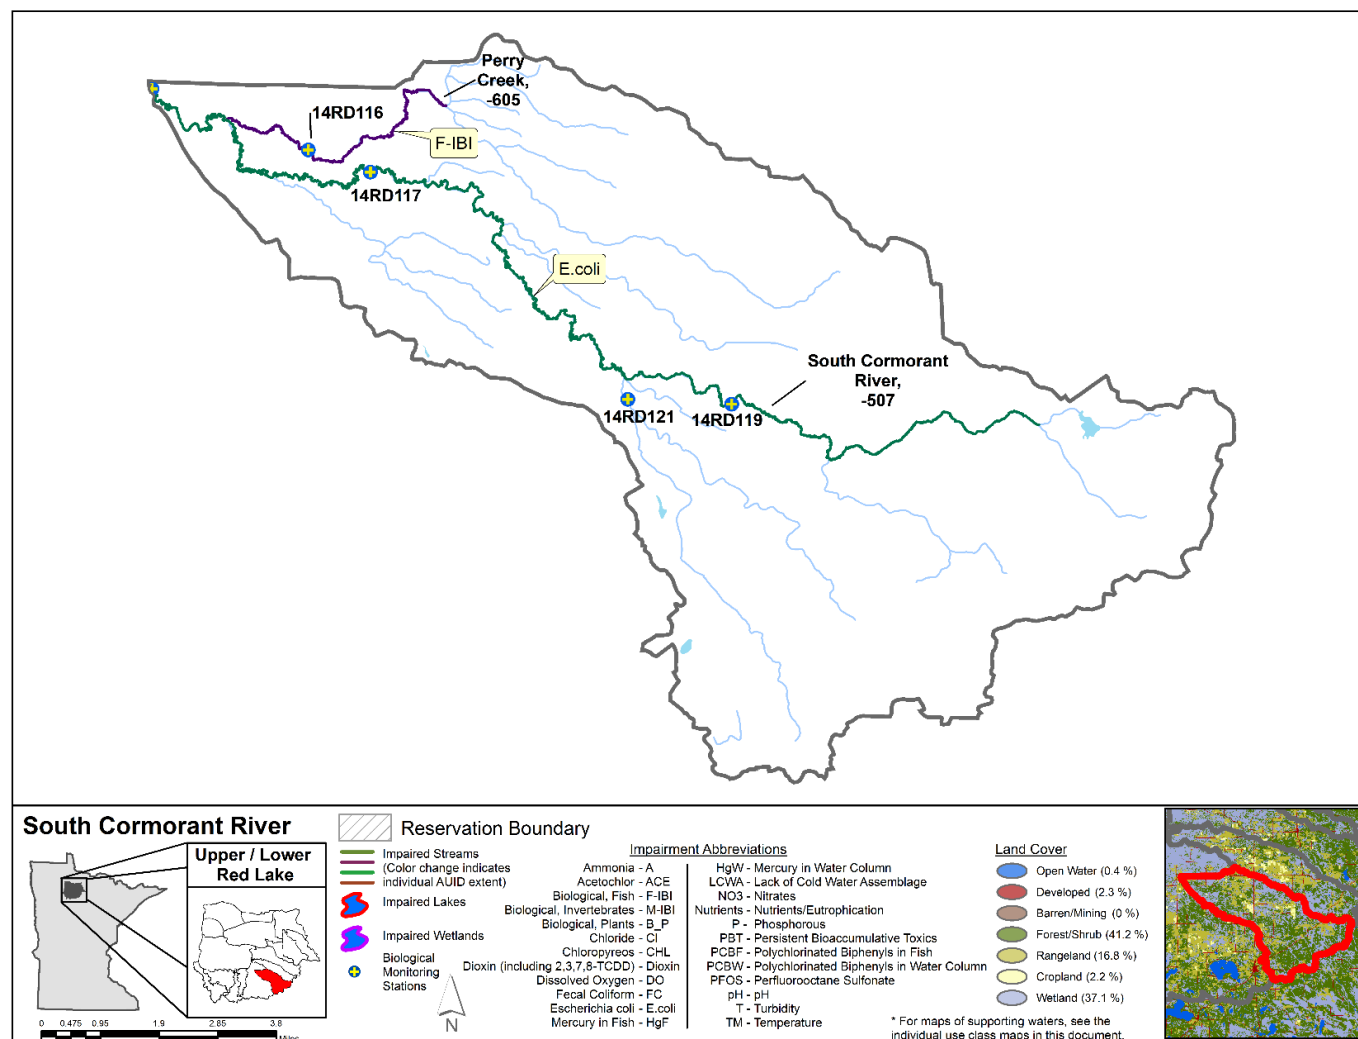 Perry
Creek,
-605
14RD116
F-IBI
14RD117
E.coli
South Cormorant
River,
-507
14RD121
14RD119
South Cormorant River
Upper / Lower
Red Lake
0 0.475 0.95 1.9 2.85 3.8
Miles
Reservation Boundary
Impaired Streams
(Color change indicates
individual AUID extent)
Impaired Lakes
Impaired Wetlands
Biological
Monitoring
Stations
N
Impairment Abbreviations
Ammonia - A
Acetochlor - ACE
Biological, Fish - F-IBI
Biological, Invertebrates - M-IBI
Biological, Plants - B_P
Chloride - Cl
Chloropyreos - CHL
Dioxin (including 2,3,7,8-TCDD) - Dioxin
Dissolved Oxygen - DO
Fecal Coliform - FC
Escherichia coli - E.coli
Mercury in Fish - HgF
HgW - Mercury in Water Column
LCWA - Lack of Cold Water Assemblage
NO3 - Nitrates
Nutrients - Nutrients/Eutrophication
P - Phosphorous
PBT - Persistent Bioaccumulative Toxics
PCBF - Polychlorinated Biphenyls in Fish
PCBW - Polychlorinated Biphenyls in Water Column
PFOS - Perfluorooctane Sulfonate
pH - pH
T - Turbidity
TM - Temperature
Land Cover
Open Water (0.4 %)
Developed (2.3 %)
Barren/Mining (0 %)
Forest/Shrub (41.2 %)
Rangeland (16.8 %)
Cropland (2.2 %)
Wetland (37.1 %)
* For maps of supporting waters, see the
individual use class maps in this document.